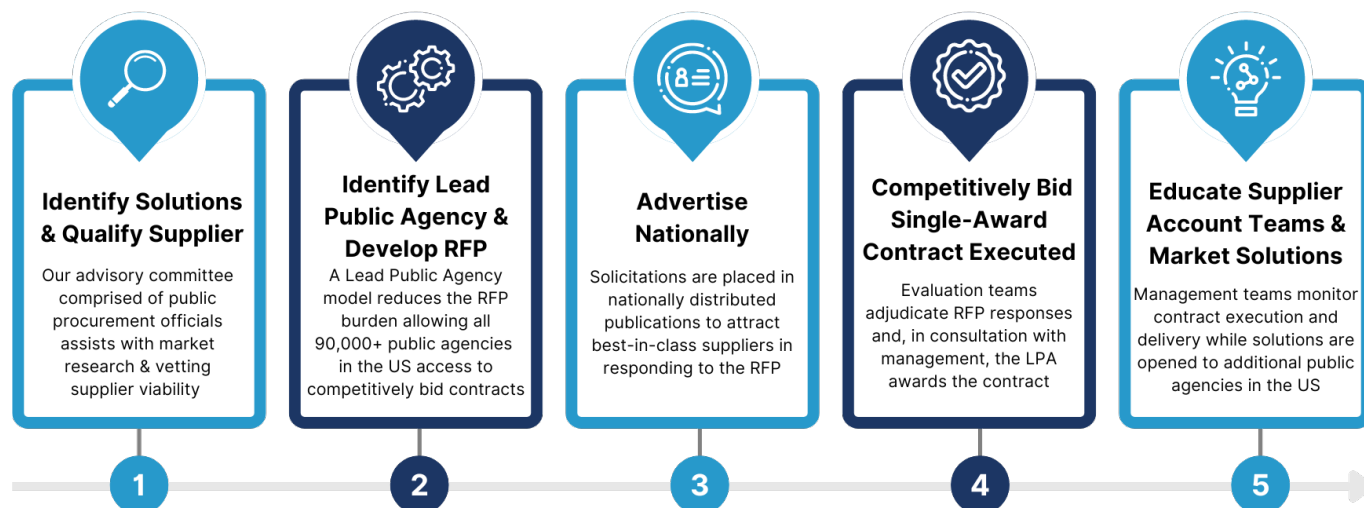 Identify Solutions
& Qualify Supplier
Our advisory committee
comprised of public
procurement officials
assists with market
research & vetting
supplier viability
1
Identify Lead
Public Agency &
Develop RFP
A Lead Public Agency
model reduces the RFP
burden allowing all
90,000+ public agencies
in the US access to
competitively bid contracts
2
Advertise
Nationally
Solicitations are placed in
nationally distributed
publications to attract
best-in-class suppliers in
responding to the RFP
3
Competitively Bid
Single-Award
Contract Executed
Evaluation teams
adjudicate RFP responses
and, in consultation with
management, the LPA
awards the contract
4
Educate Supplier
Account Teams &
Market Solutions
Management teams monitor
contract execution and
delivery while solutions are
opened to additional public
agencies in the US
5